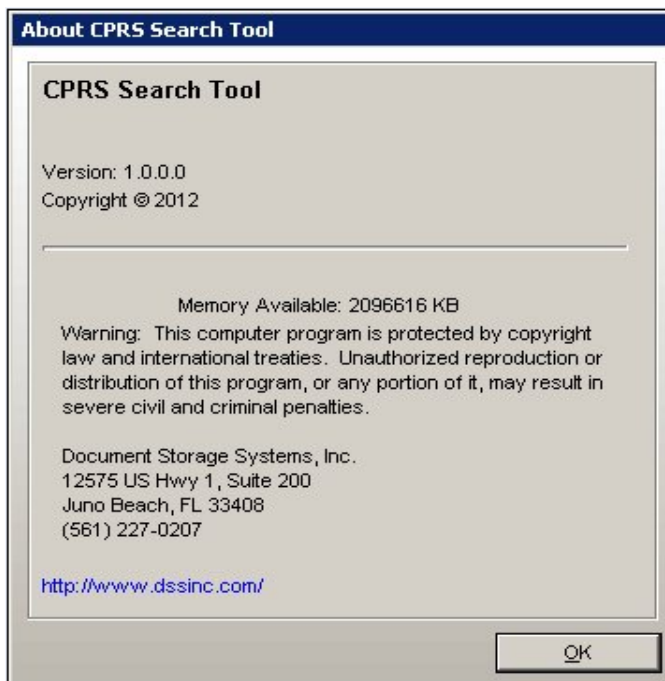 About CPRS Search Tool
CPRS Search Tool
Version: 1.0.0.0
Copyright © 2012
Memory Available: 2096616 KB
Warning:  This computer program is protected by copyright
law and international treaties.  Unauthorized reproduction or
distribution of this program, or any portion of it, may result in
severe civil and criminal penalties.
Document Storage Systems, Inc.
12575 US Hwy 1, Suite 200
Juno Beach, FL 33408
(561) 227-0207
http://www.dssinc.com/
OK